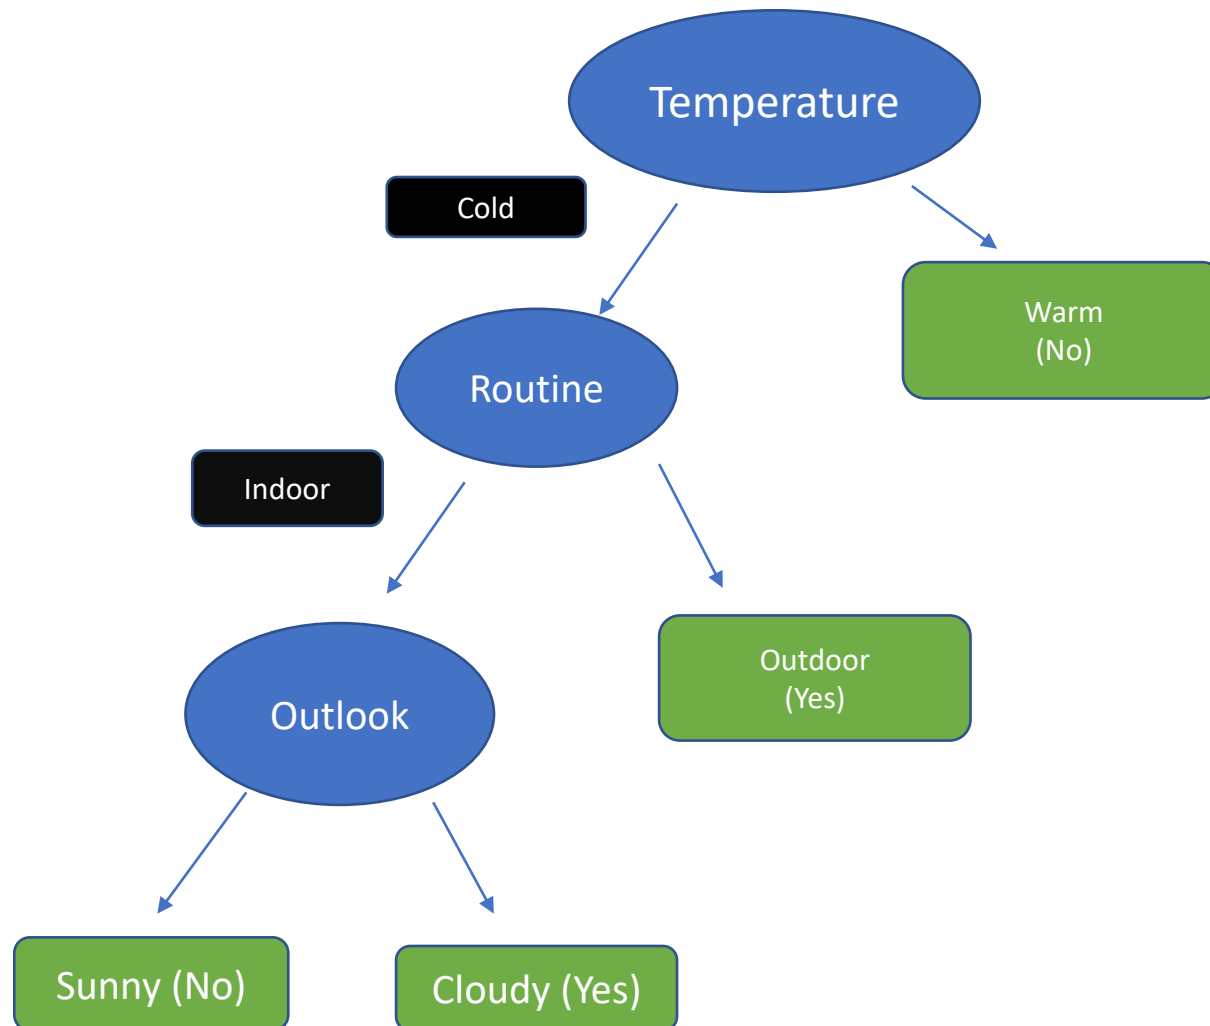 Temperature
Cold
Warm
(No)
Routine
Indoor
Outdoor
(Yes)
Outlook
Sunny (No)
Cloudy (Yes)